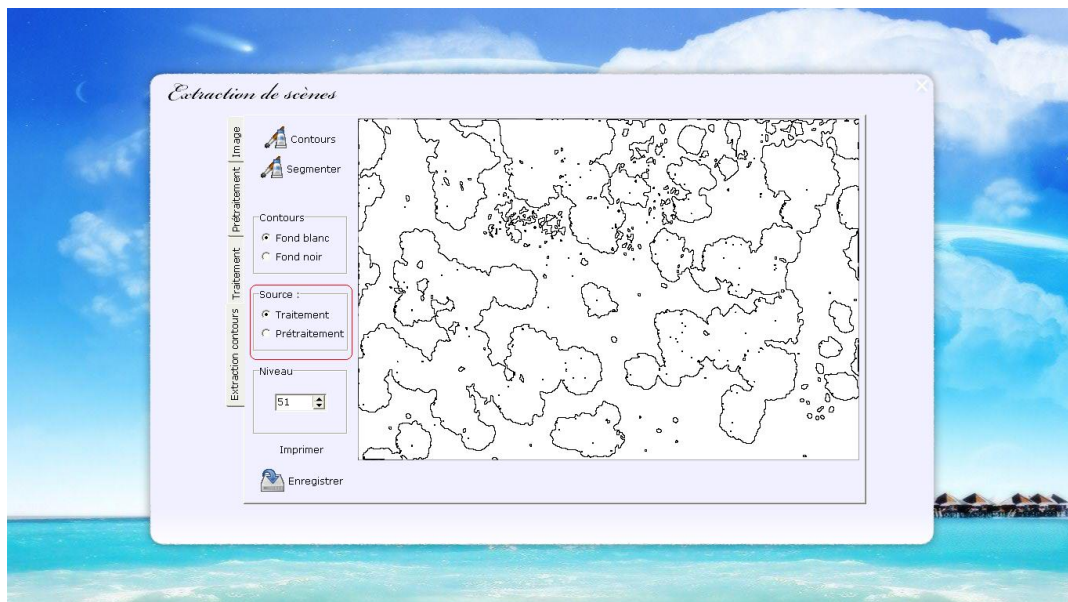 Extraction de scènes
Image
Prétraitement
Traitement
Extraction contours
Contours
Segmenter
Contours
Fond blanc
Fond noir
Source :
Traitement
Prétraitement
Niveau
51
Imprimer
Enregistrer